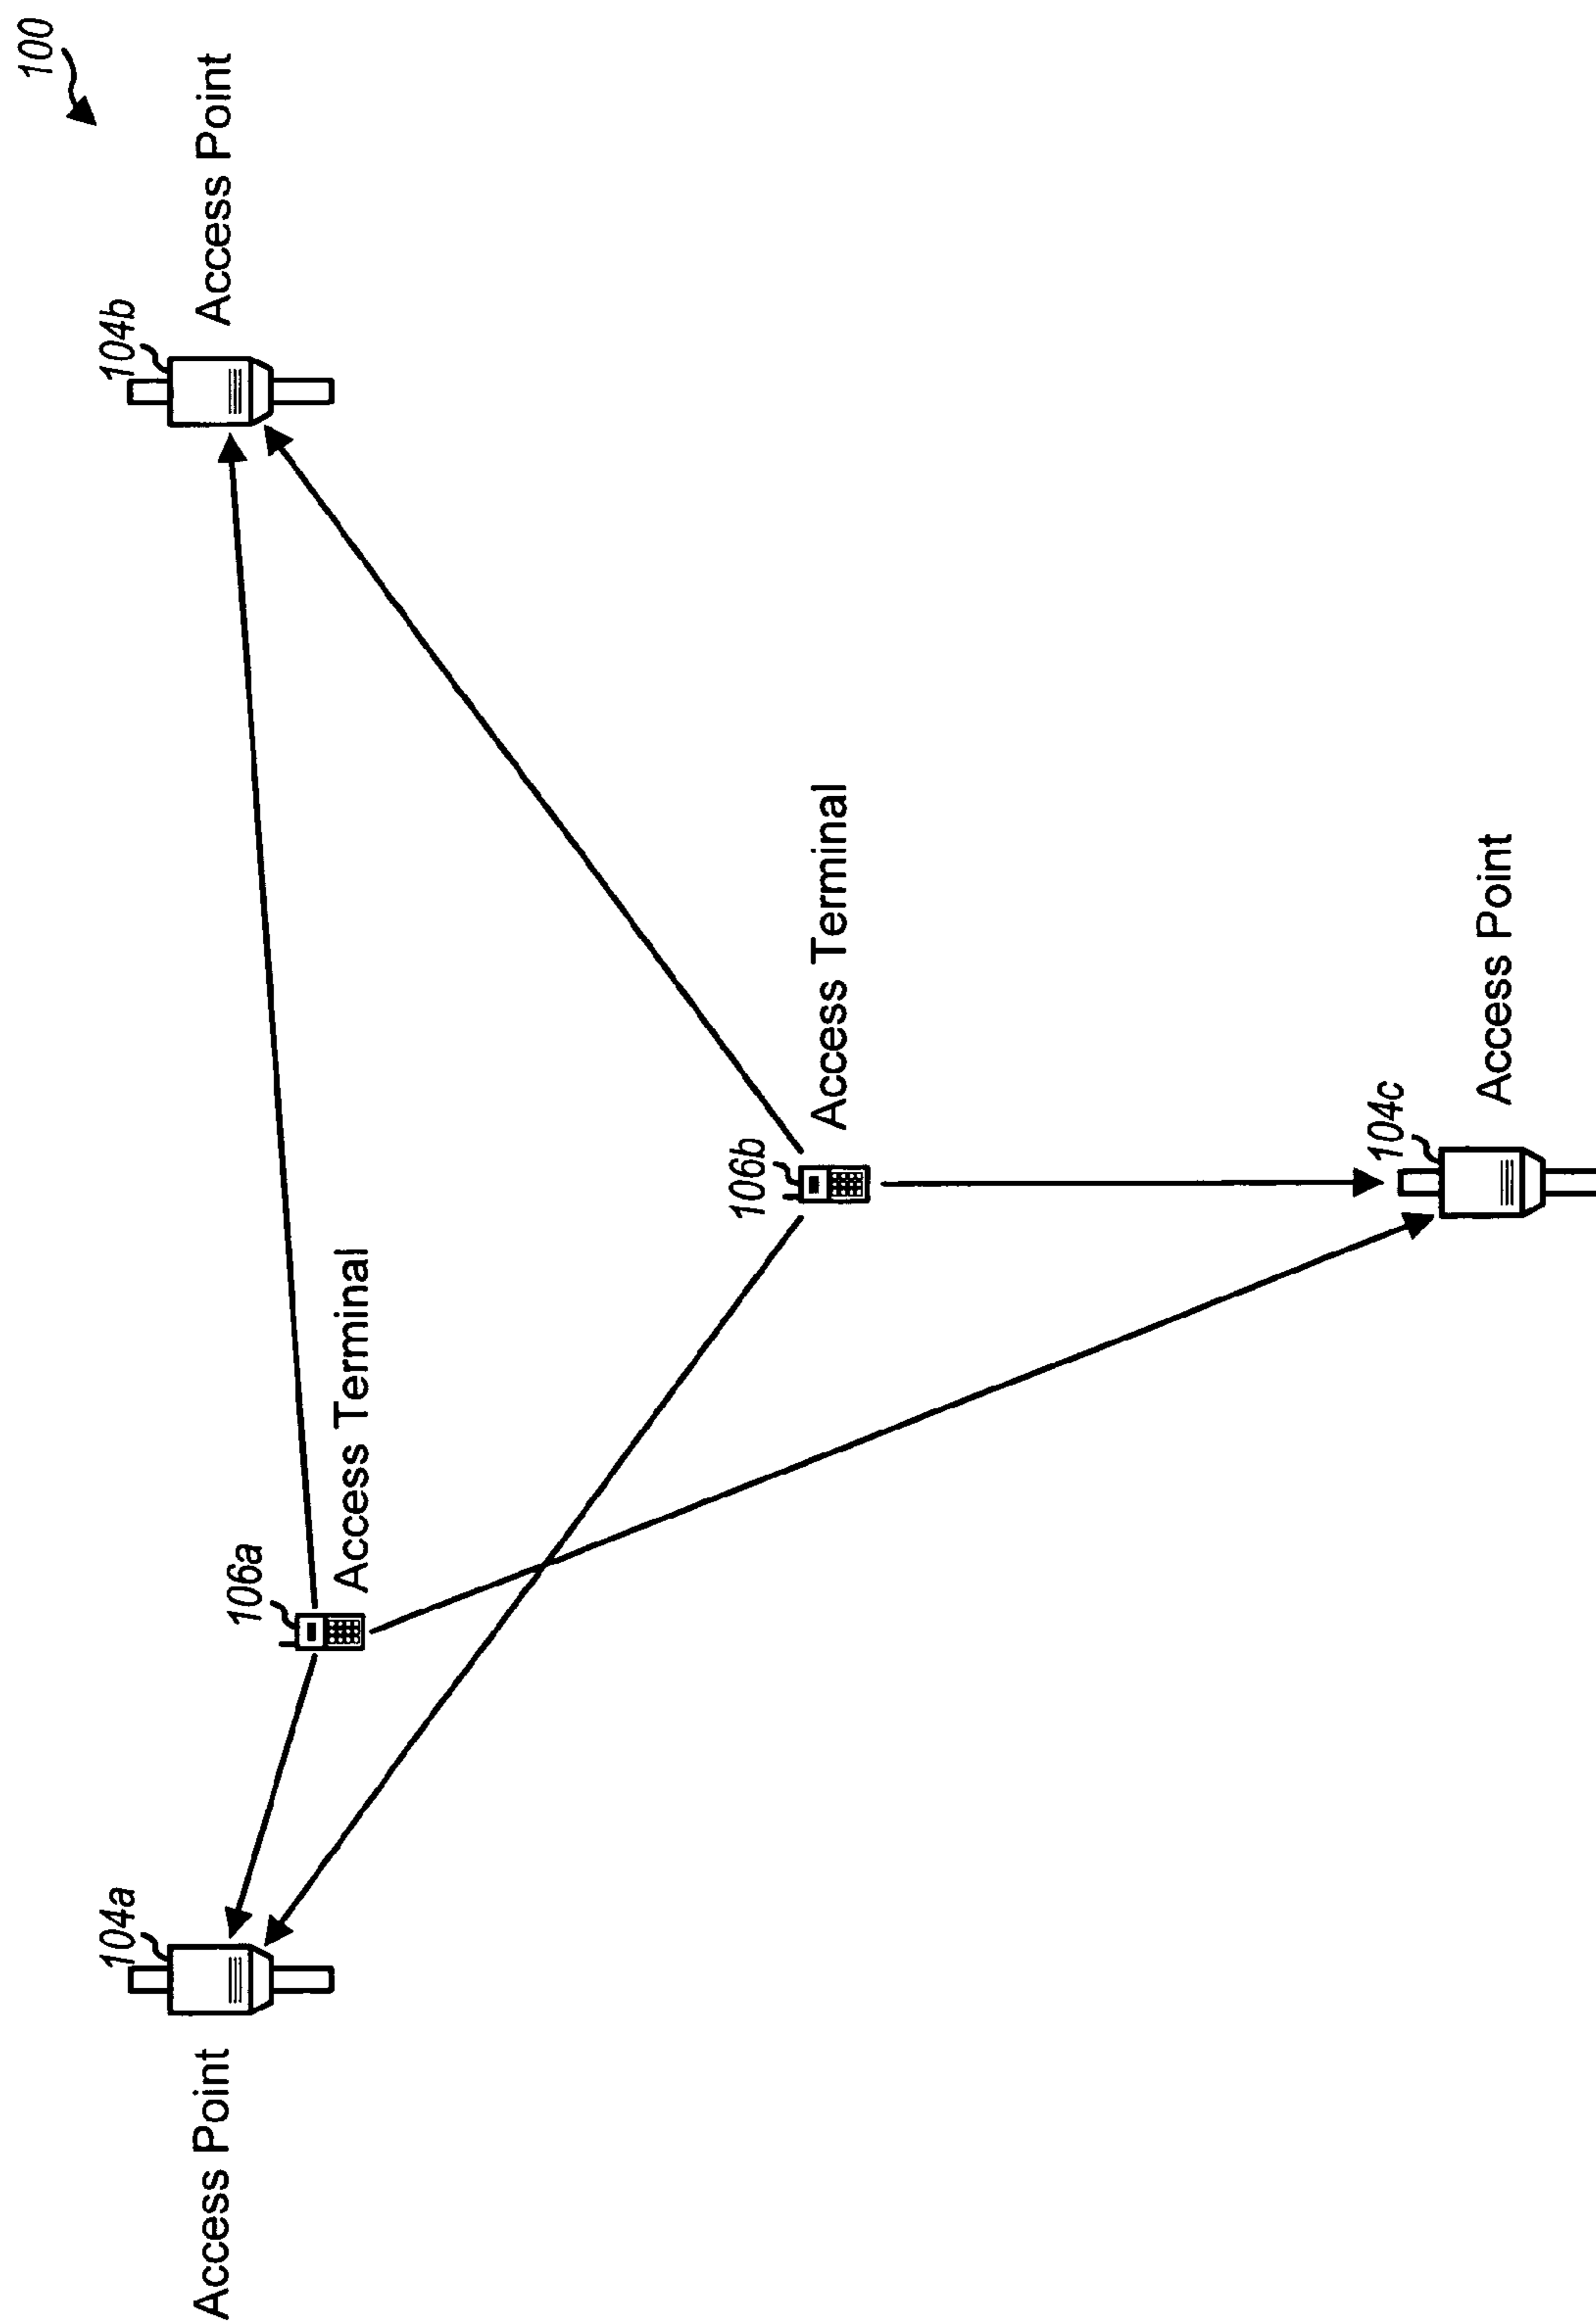 100
104a
Access Point
104b
Access Point
106a
Access Terminal
106b
Access Terminal
104c
Access Point